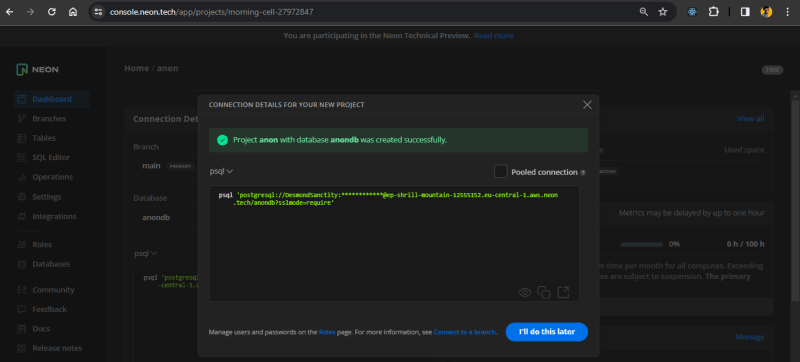 console.neon.tech/app/projects/morning-cell-27972847
You are participating in the Neon Technical Preview. Read more
NEON
Home / anon
FREE
Dashboard
Branches
Tables
SQL Editor
Operations
Settings
Integrations
Roles
Databases
Community
Feedback
Docs
Release notes
Connection Det
Branch
main PRIMARY
Database
anondb
psql
psql 'postgresql
-central-1.a
CONNECTION DETAILS FOR YOUR NEW PROJECT
Project anon with database anondb was created successfully.
psql
Pooled connection
psql 'postgresql://DesmondSanctity:************@ep-shrill-mountain-12555152.eu-central-1.aws.neon
.tech/anondb?sslmode=require'
Manage users and passwords on the Roles page. For more information, see Connect to a branch.
I'll do this later
View all
Used space
Metrics may be delayed by up to one hour
0%
0 h / 100 h
e time per month for all computes. Exceeding
es are subject to suspension. The primary
Manage